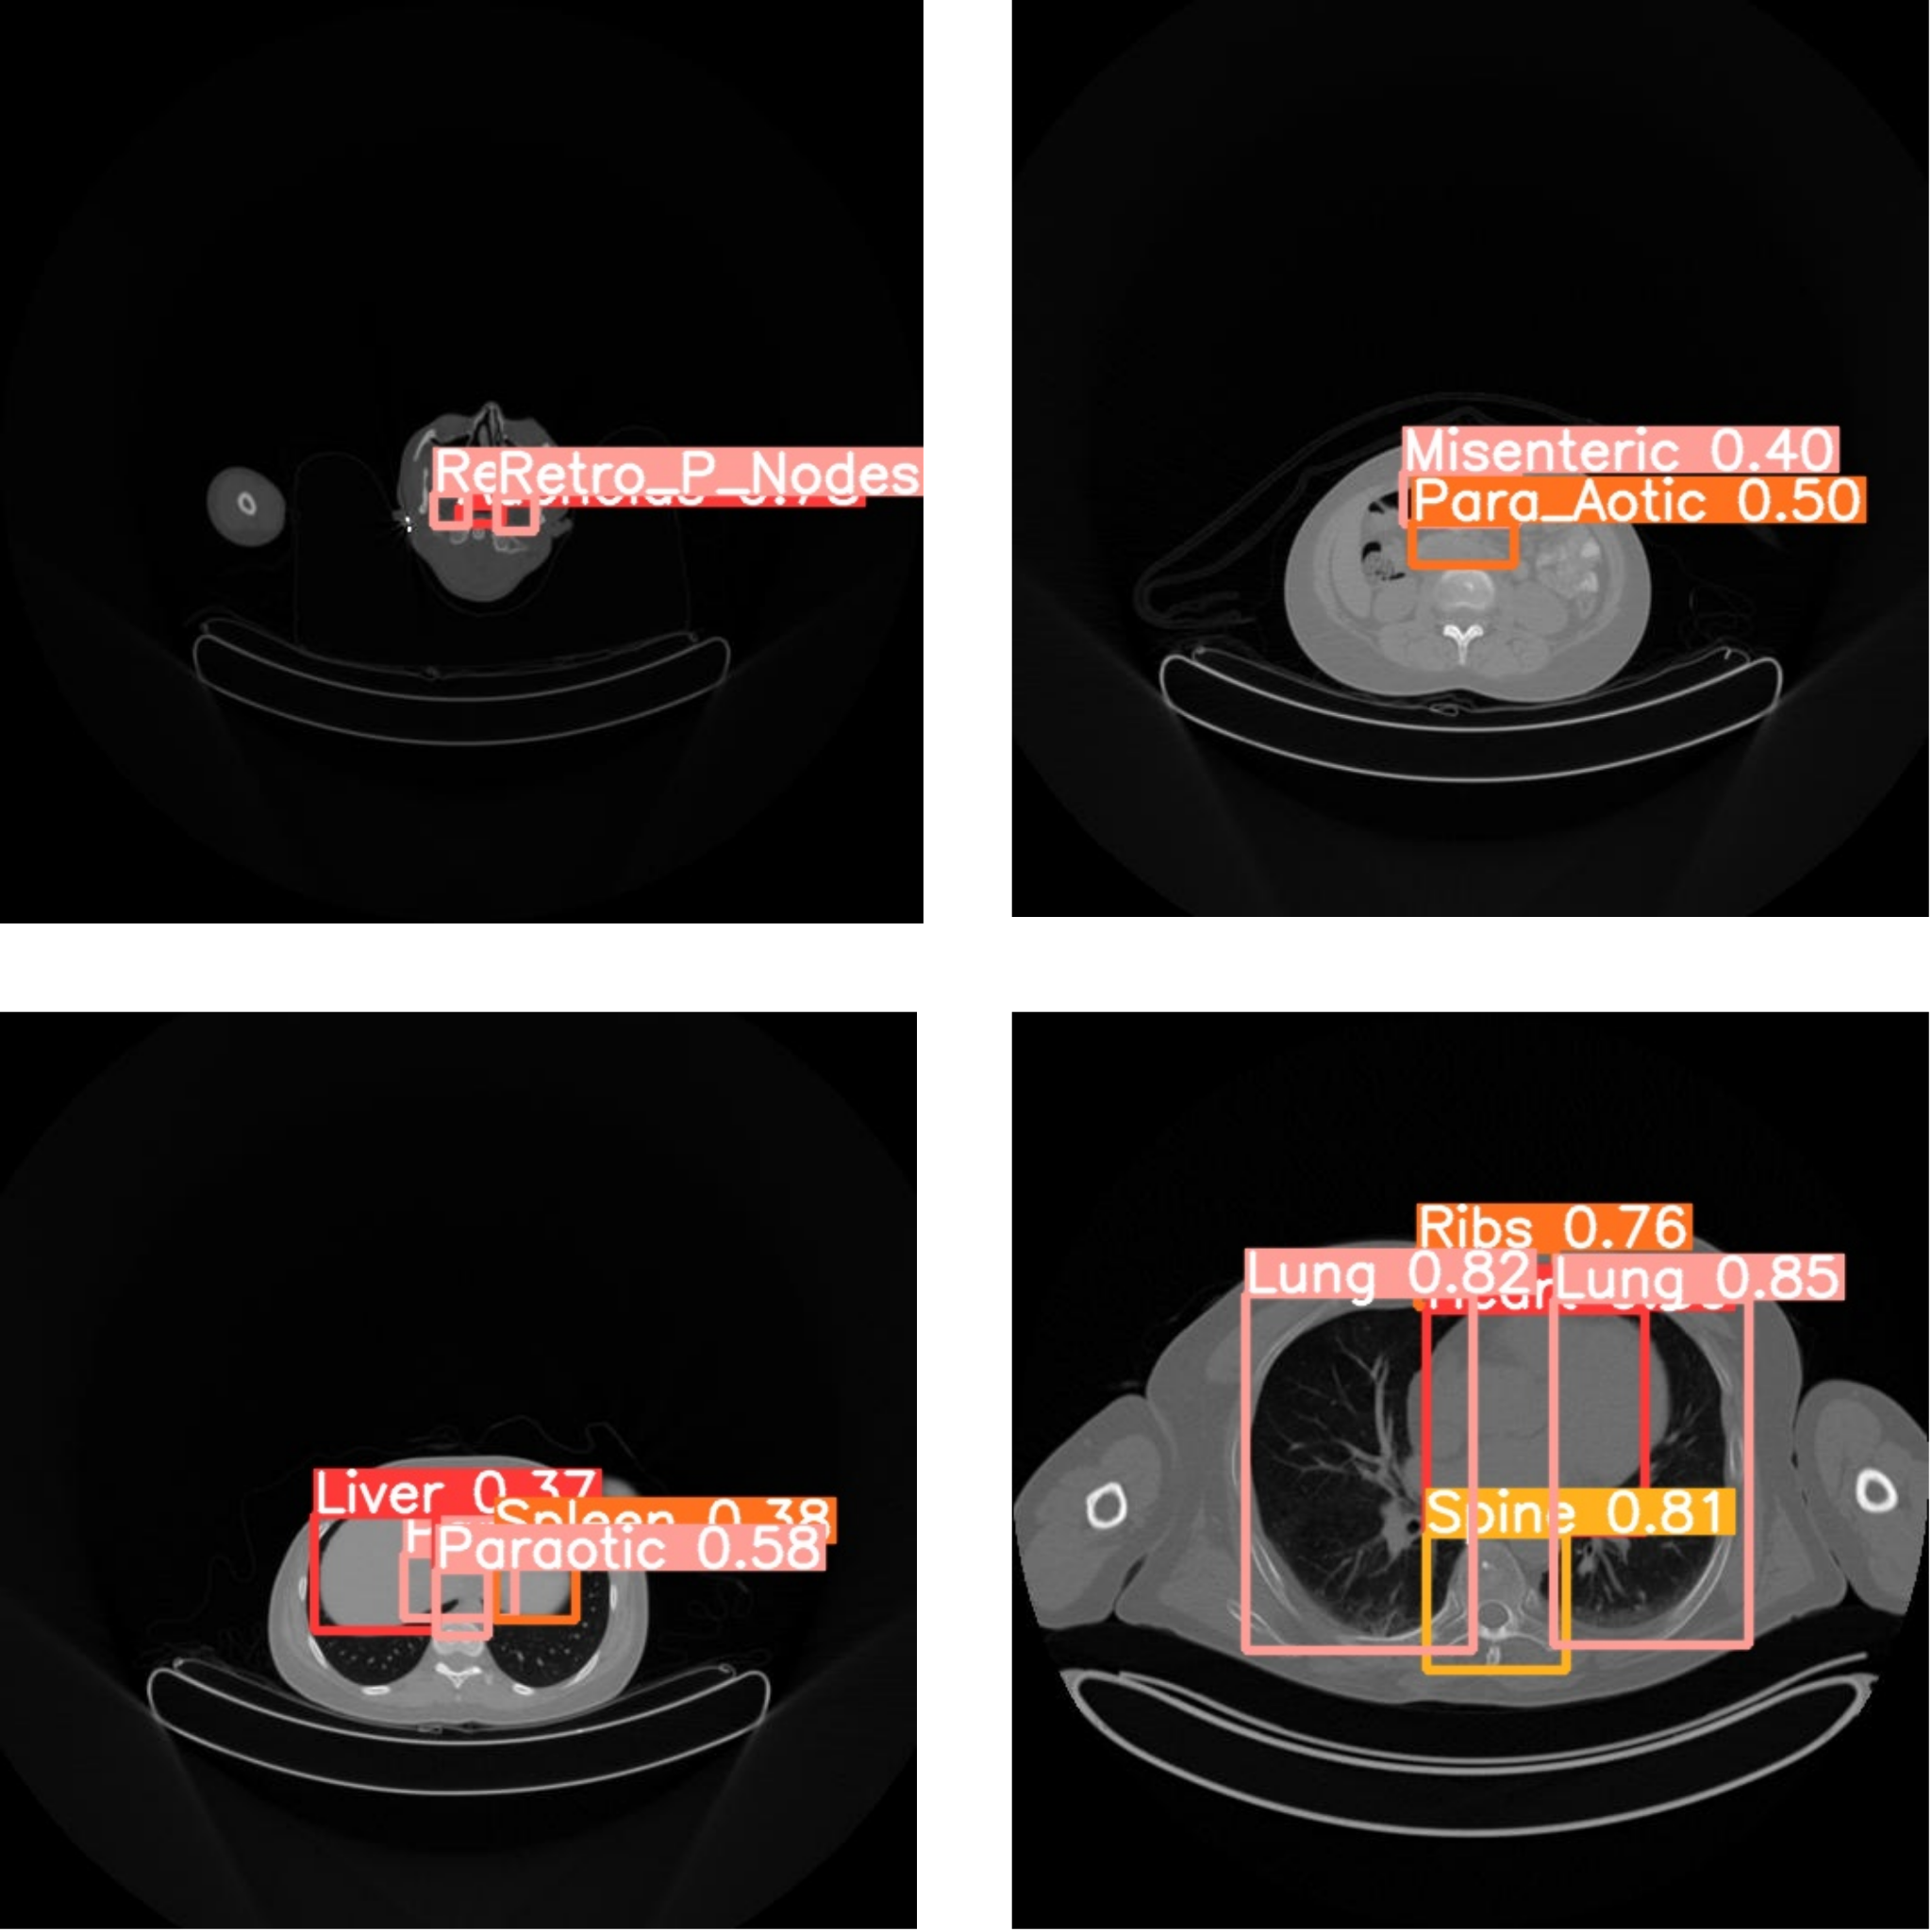 Retro_P_Nodes
Misenteric 0.40
Para_Aotic 0.50
Liver 0.37
Spleen 0.38
Paraotic 0.58
Ribs 0.76
Lung 0.82
Lung 0.85
Spine 0.81